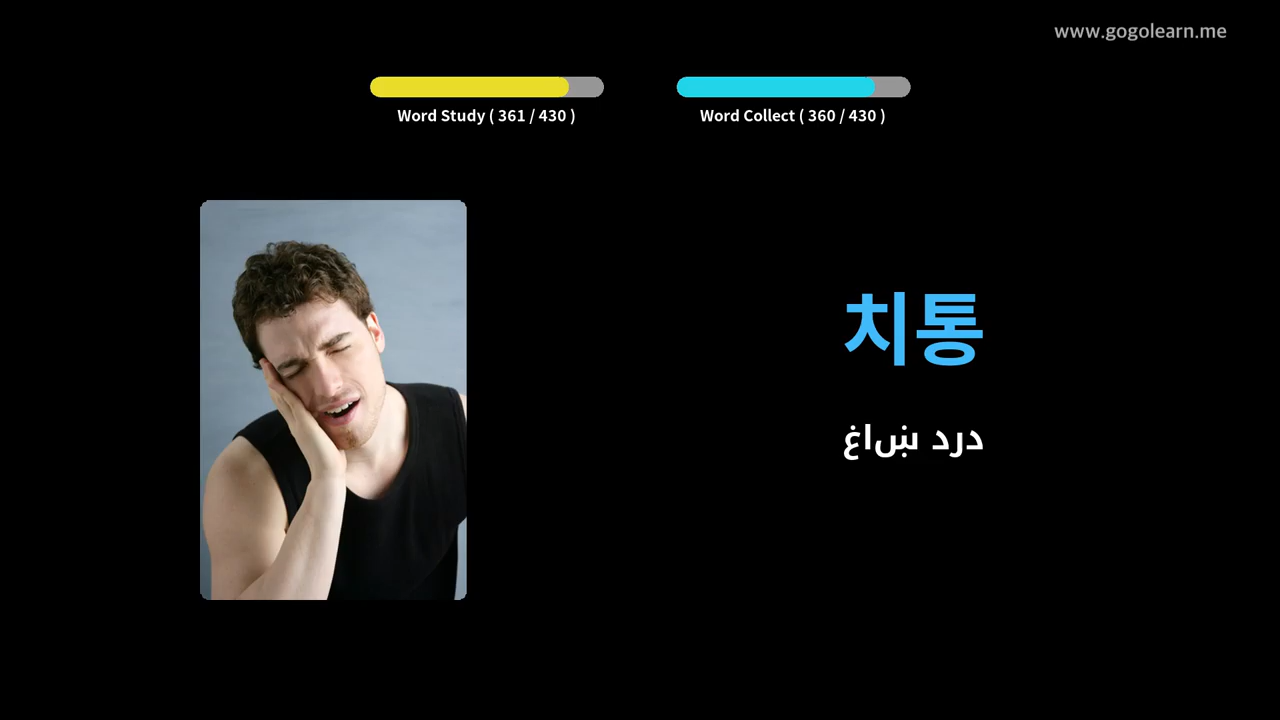 www.gogolearn.me
Word Study ( 361 / 430 )
Word Collect ( 360 / 430 )
치통
درد ښاغ